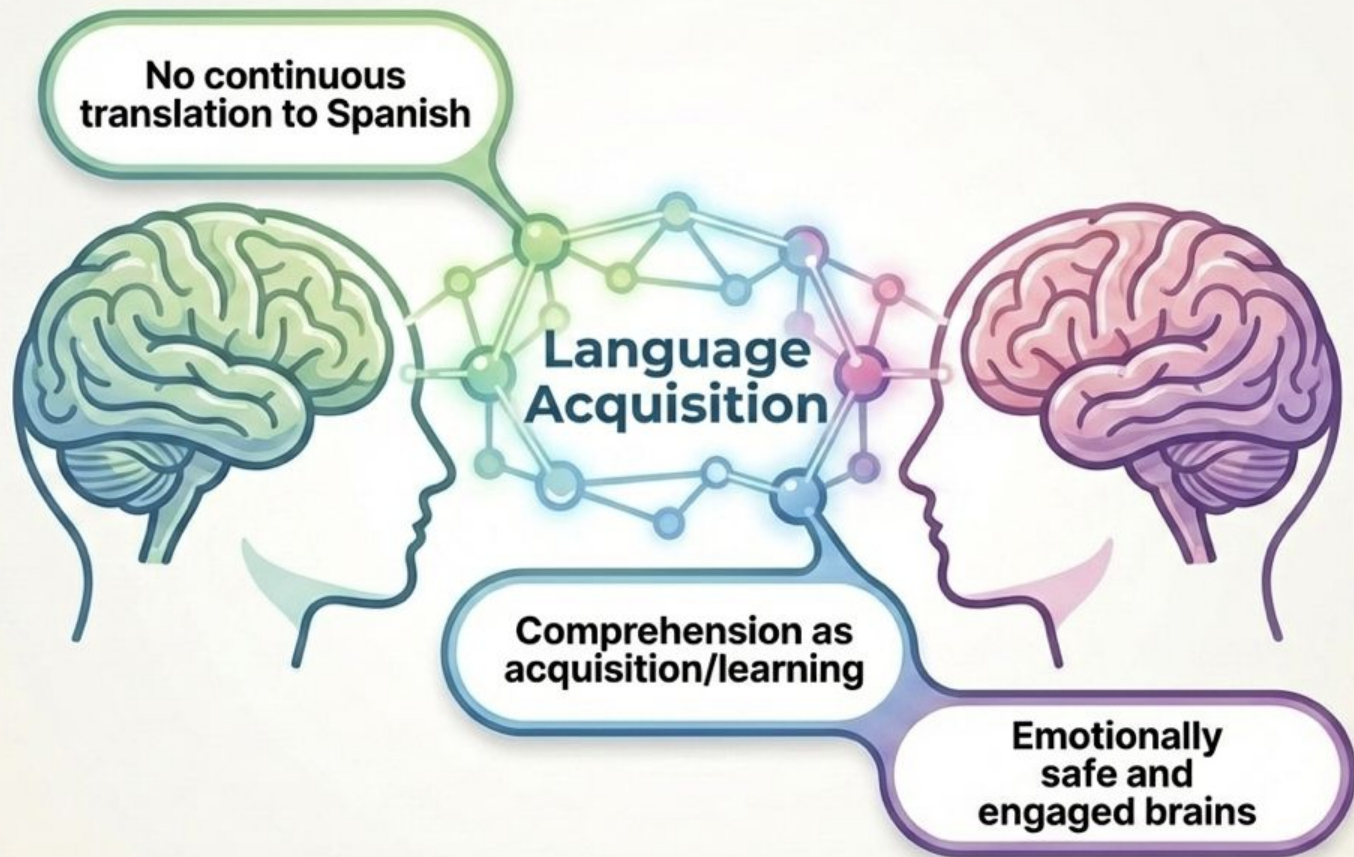 No continuous
translation to Spanish
Language
Acquisition
Comprehension as
acquisition/learning
Emotionally
safe and
engaged brains